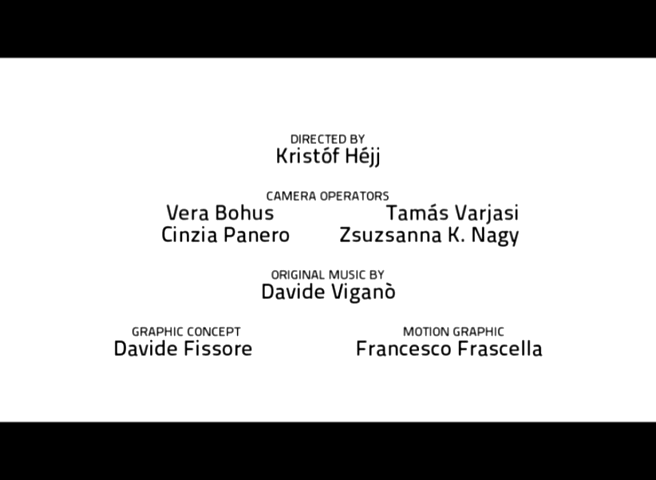 DIRECTED BY
Kristóf Héjj
CAMERA OPERATORS
Vera Bohus Tamás Varjasi
Cinzia Panero Zsuzsanna K. Nagy
ORIGINAL MUSIC BY
Davide Viganò
GRAPHIC CONCEPT MOTION GRAPHIC
Davide Fissore Francesco Frascella